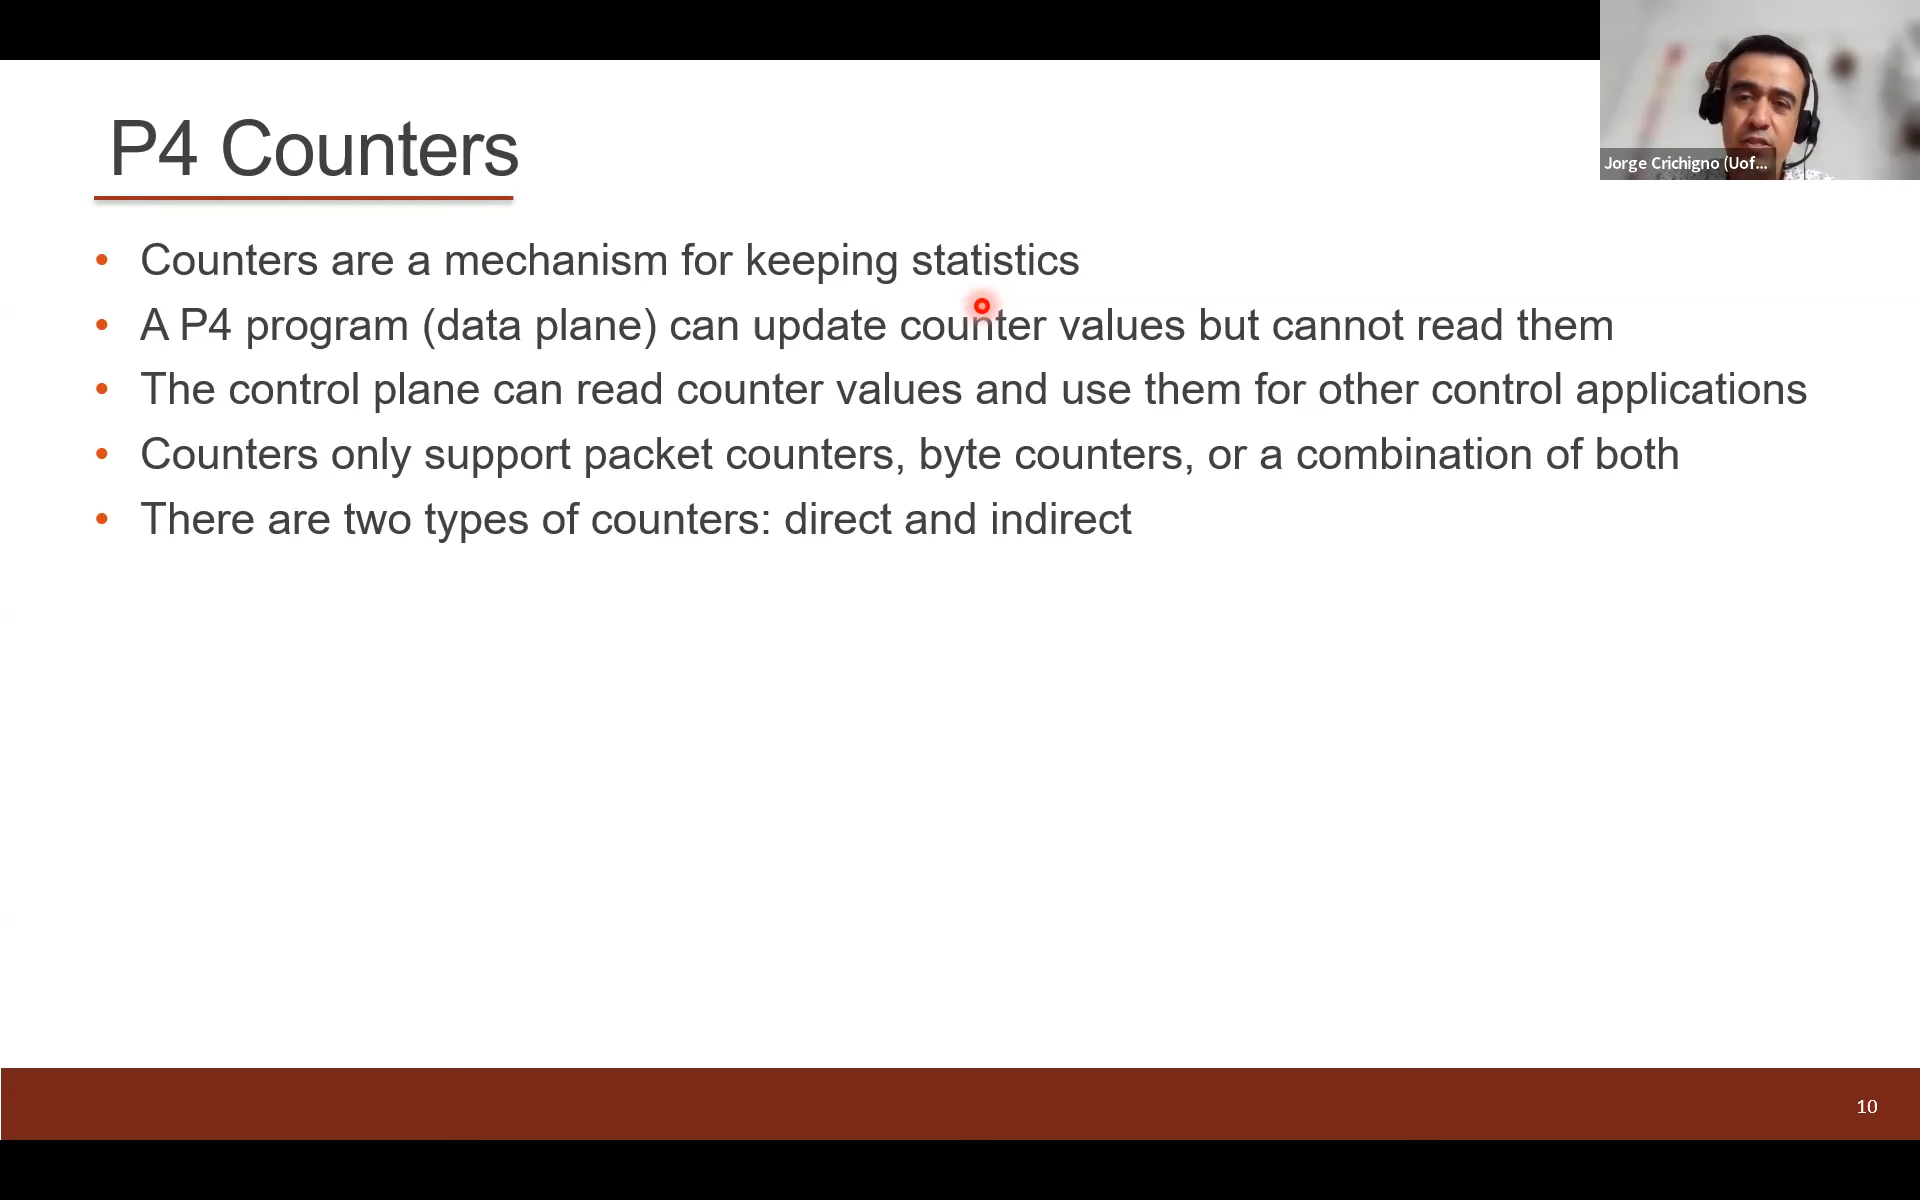 P4 Counters
Jorge Crichigno (Uof...
• Counters are a mechanism for keeping statistics
• A P4 program (data plane) can update counter values but cannot read them
• The control plane can read counter values and use them for other control applications
• Counters only support packet counters, byte counters, or a combination of both
• There are two types of counters: direct and indirect
10